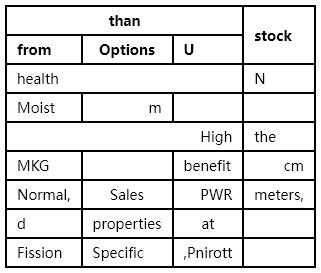 than stock
from Options U
health N
Moist m
High the
MKG benefit cm
Normal, Sales PWR meters,
d properties at
Fission Specific ,Pnirott